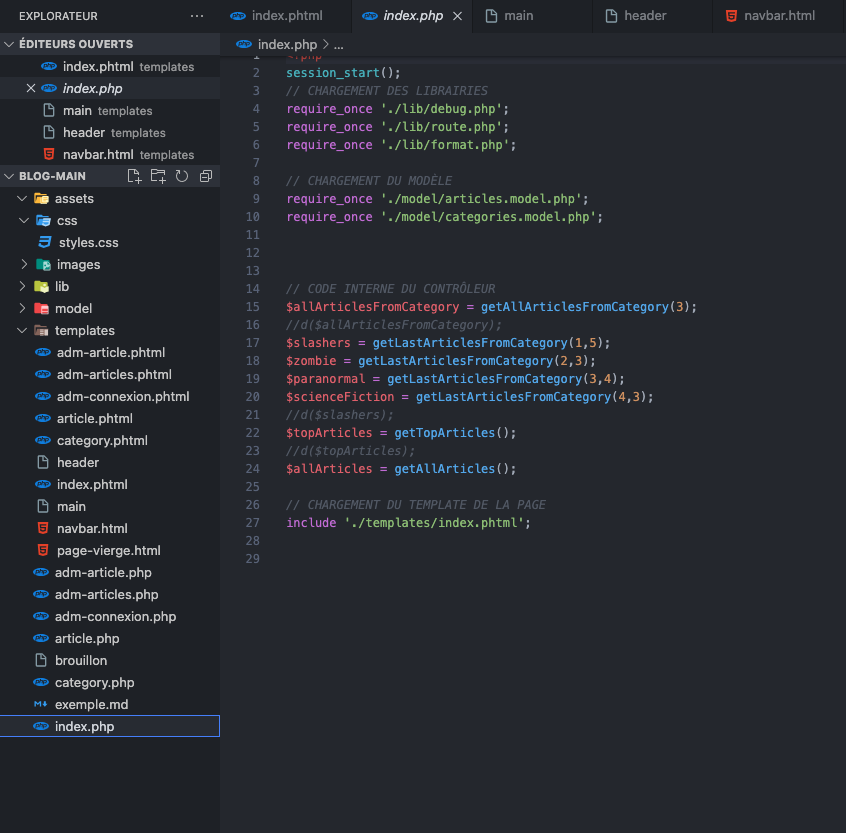 EXPLORATEUR ...
index.phtml
index.php
main
header
navbar.html
ÉDITEURS OUVERTS
index.phtml templates
index.php
main templates
header templates
navbar.html templates
BLOG-MAIN
assets
css
styles.css
images
lib
model
templates
adm-article.phtml
adm-articles.phtml
adm-connexion.phtml
article.phtml
category.phtml
header
index.phtml
main
navbar.html
page-vierge.html
adm-article.php
adm-articles.php
adm-connexion.php
article.php
brouillon
category.php
exemple.md
index.php
index.php > ...
1 <?php
2 session_start();
3 // CHARGEMENT DES LIBRAIRIES
4 require_once './lib/debug.php';
5 require_once './lib/route.php';
6 require_once './lib/format.php';
7
8 // CHARGEMENT DU MODÈLE
9 require_once './model/articles.model.php';
10 require_once './model/categories.model.php';
11
12
13
14 // CODE INTERNE DU CONTRÔLEUR
15 $allArticlesFromCategory = getAllArticlesFromCategory(3);
16 //d($allArticlesFromCategory);
17 $slashers = getLastArticlesFromCategory(1,5);
18 $zombie = getLastArticlesFromCategory(2,3);
19 $paranormal = getLastArticlesFromCategory(3,4);
20 $scienceFiction = getLastArticlesFromCategory(4,3);
21 //d($slashers);
22 $topArticles = getTopArticles();
23 //d($topArticles);
24 $allArticles = getAllArticles();
25
26 // CHARGEMENT DU TEMPLATE DE LA PAGE
27 include './templates/index.phtml';
28
29